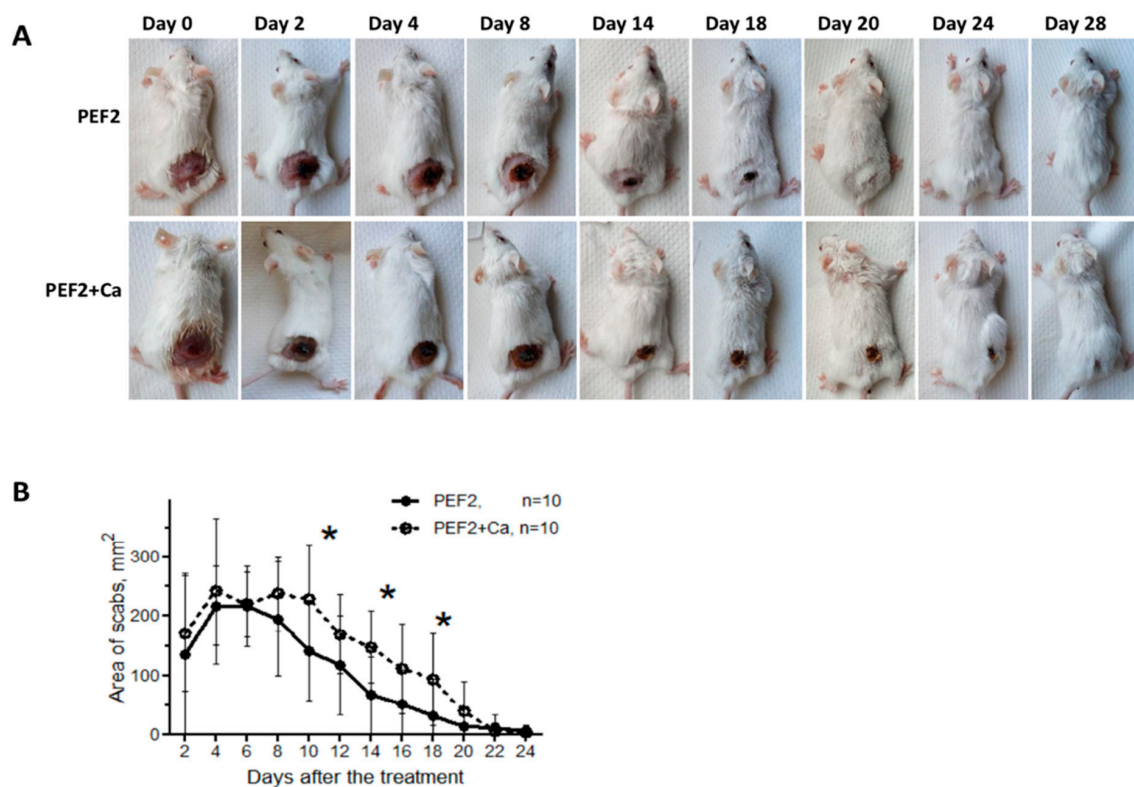 A
Day 0 Day 2 Day 4 Day 8 Day 14 Day 18 Day 20 Day 24 Day 28
PEF2
PEF2+Ca
B
PEF2, n=10
PEF2+Ca, n=10
* * *
Area of scabs, mm²
300
200
100
0
2 4 6 8 10 12 14 16 18 20 22 24
Days after the treatment